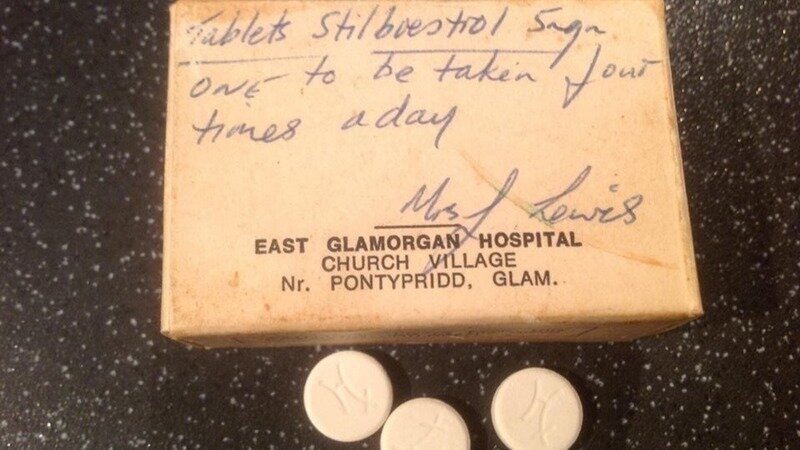 Tablets Stilboestrol 5mgm
ONE to be taken four
times a day
Mrs J Lewis
EAST GLAMORGAN HOSPITAL
CHURCH VILLAGE
Nr. PONTYPRIDD, GLAM.